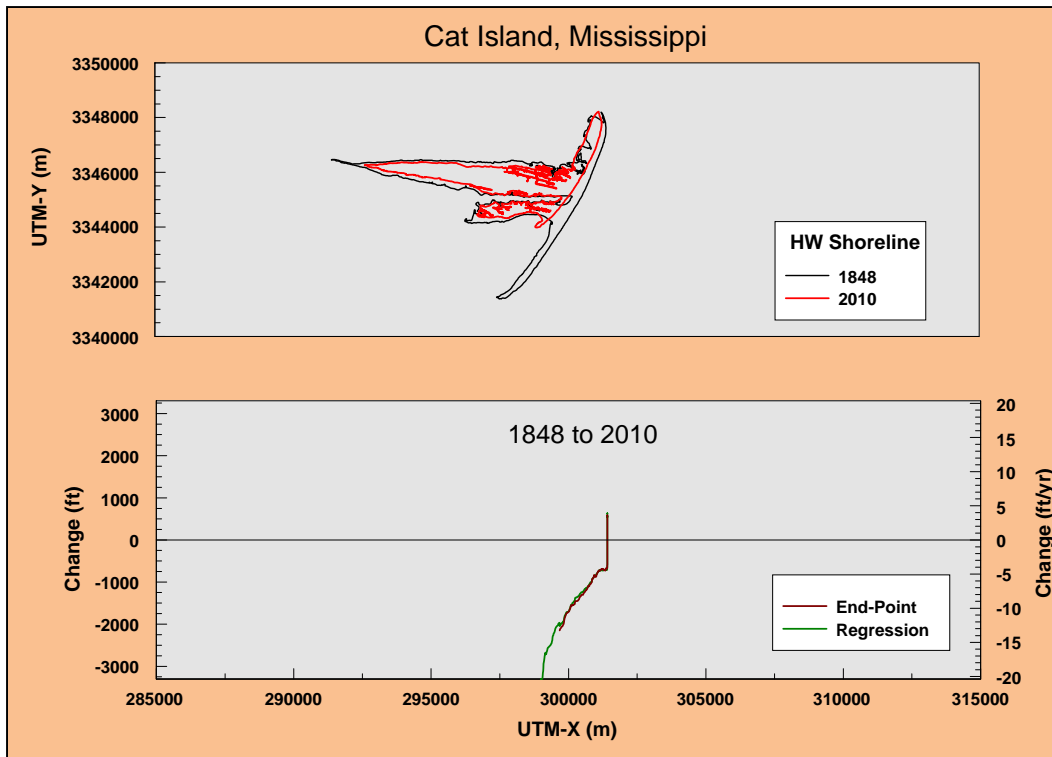 Cat Island, Mississippi
3350000
3348000
3346000
3344000
3342000
3340000
UTM-Y (m)
HW Shoreline
1848
2010
1848 to 2010
3000
2000
1000
0
-1000
-2000
-3000
Change (ft)
20
15
10
5
0
-5
-10
-15
-20
Change (ft/yr)
End-Point
Regression
285000 290000 295000 300000 305000 310000 315000
UTM-X (m)